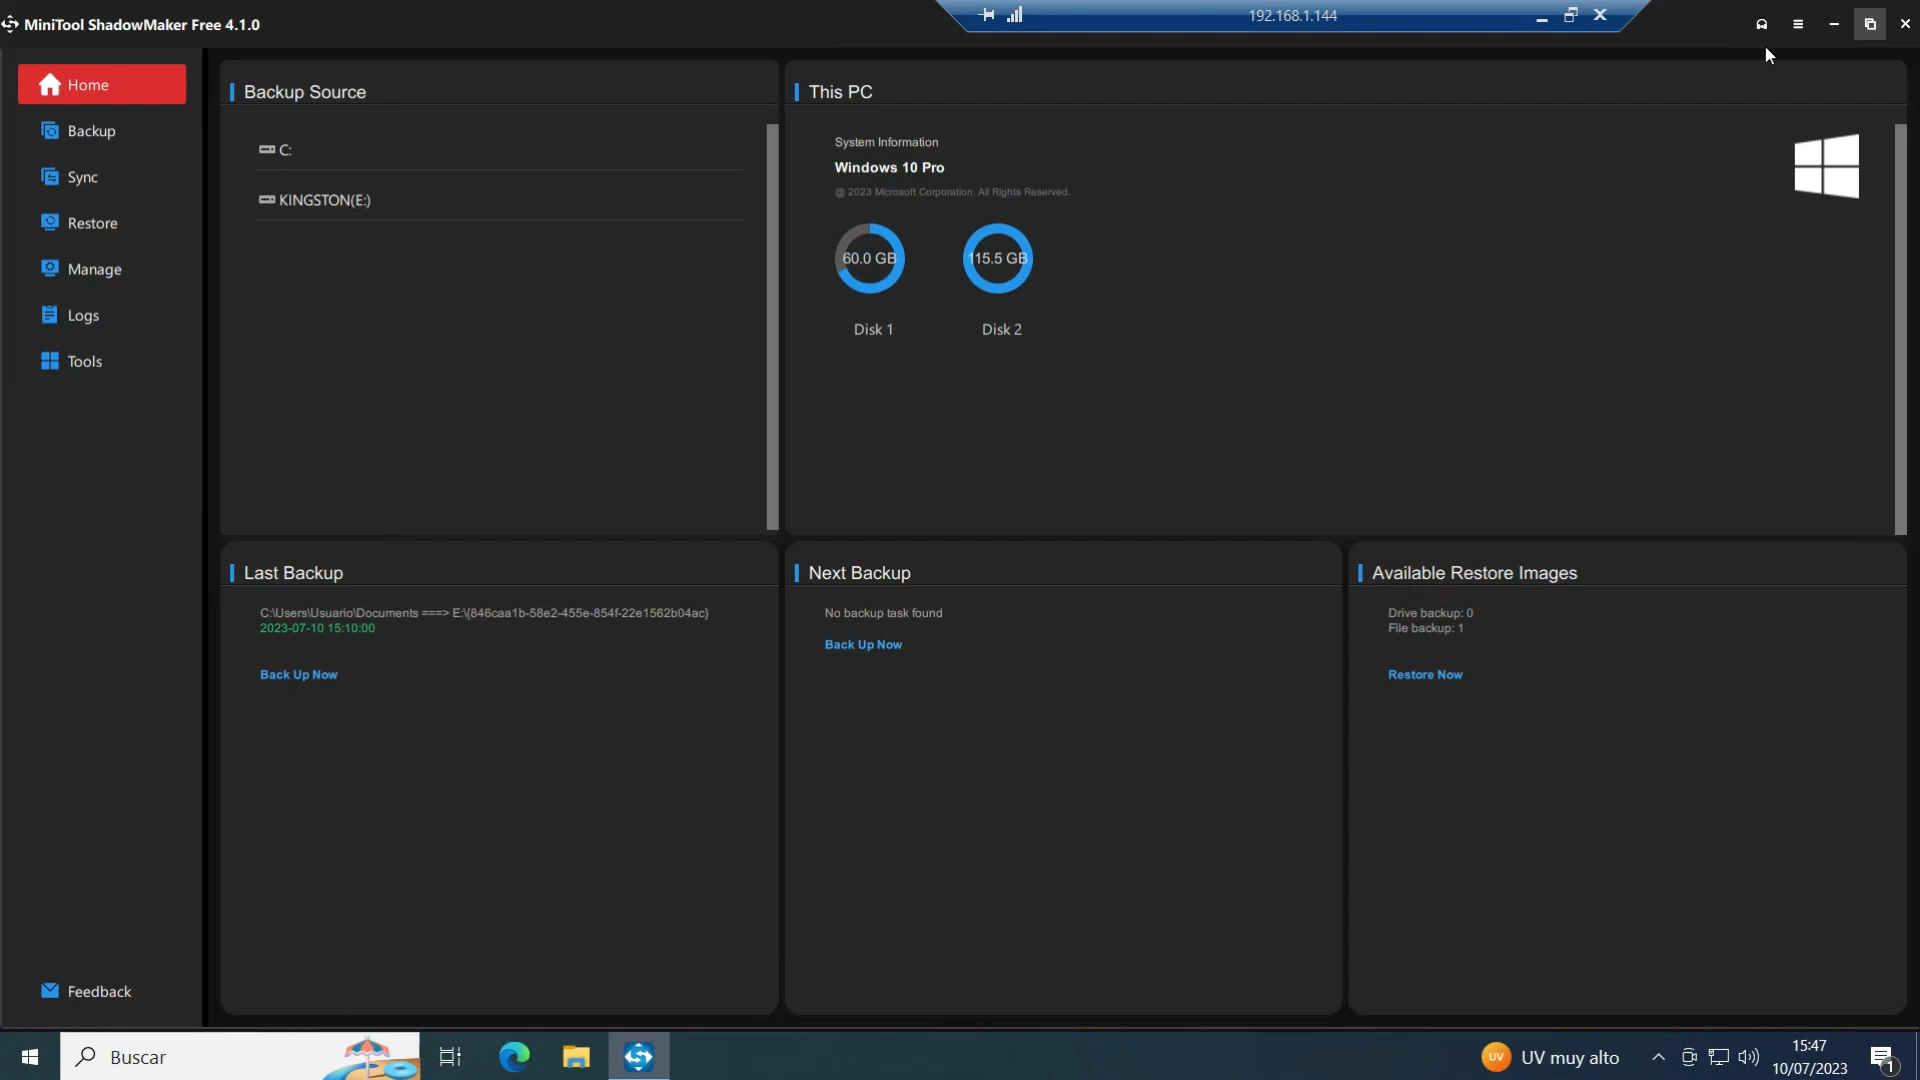 MiniTool ShadowMaker Free 4.1.0
192.168.1.144
Home
Backup
Sync
Restore
Manage
Logs
Tools
Feedback
Backup Source
C:
KINGSTON(E:)
This PC
System Information
Windows 10 Pro
@ 2023 Microsoft Corporation. All Rights Reserved.
60.0 GB
115.5 GB
Disk 1
Disk 2
Last Backup
C:\Users\Usuario\Documents ===> E:\{846caa1b-58e2-455e-854f-22e1562b04ac}
2023-07-10 15:10:00
Back Up Now
Next Backup
No backup task found
Back Up Now
Available Restore Images
Drive backup: 0
File backup: 1
Restore Now
Buscar
UV
UV muy alto
15:47
10/07/2023
1